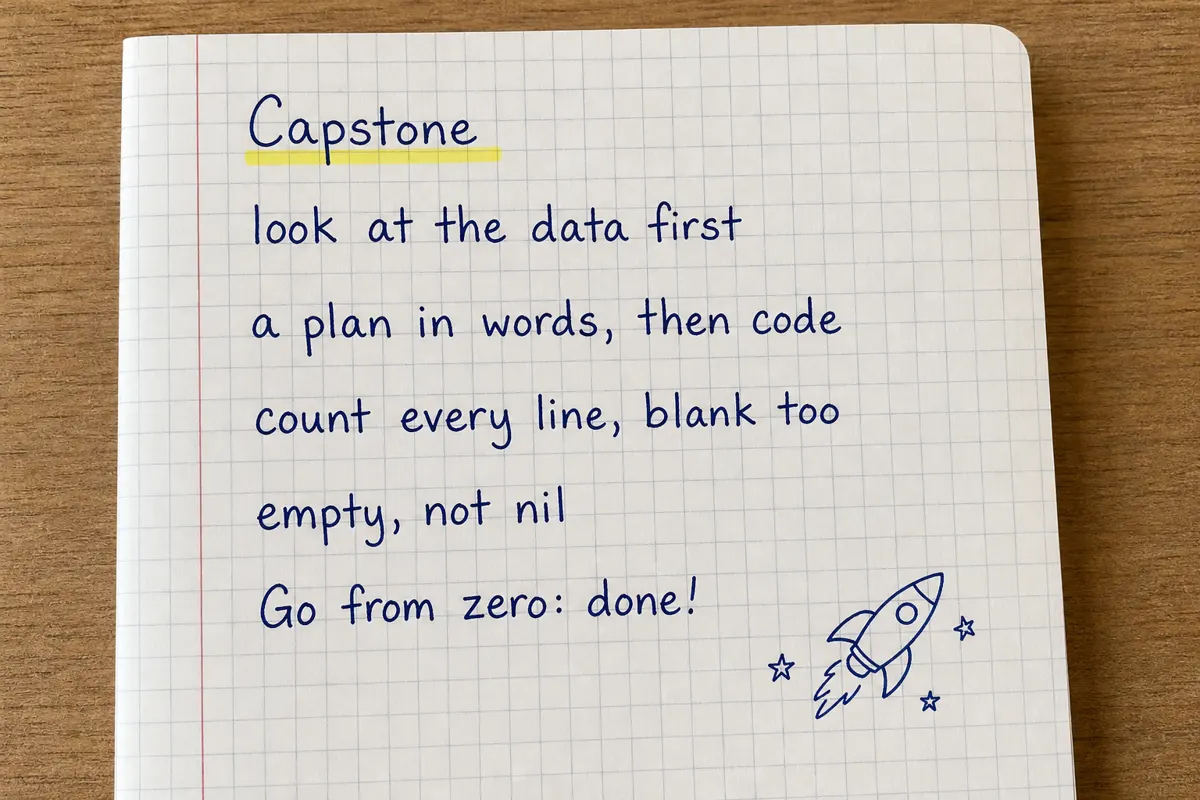 Capstone
look at the data first
a plan in words, then code
count every line, blank too
empty, not nil
Go from zero: done!